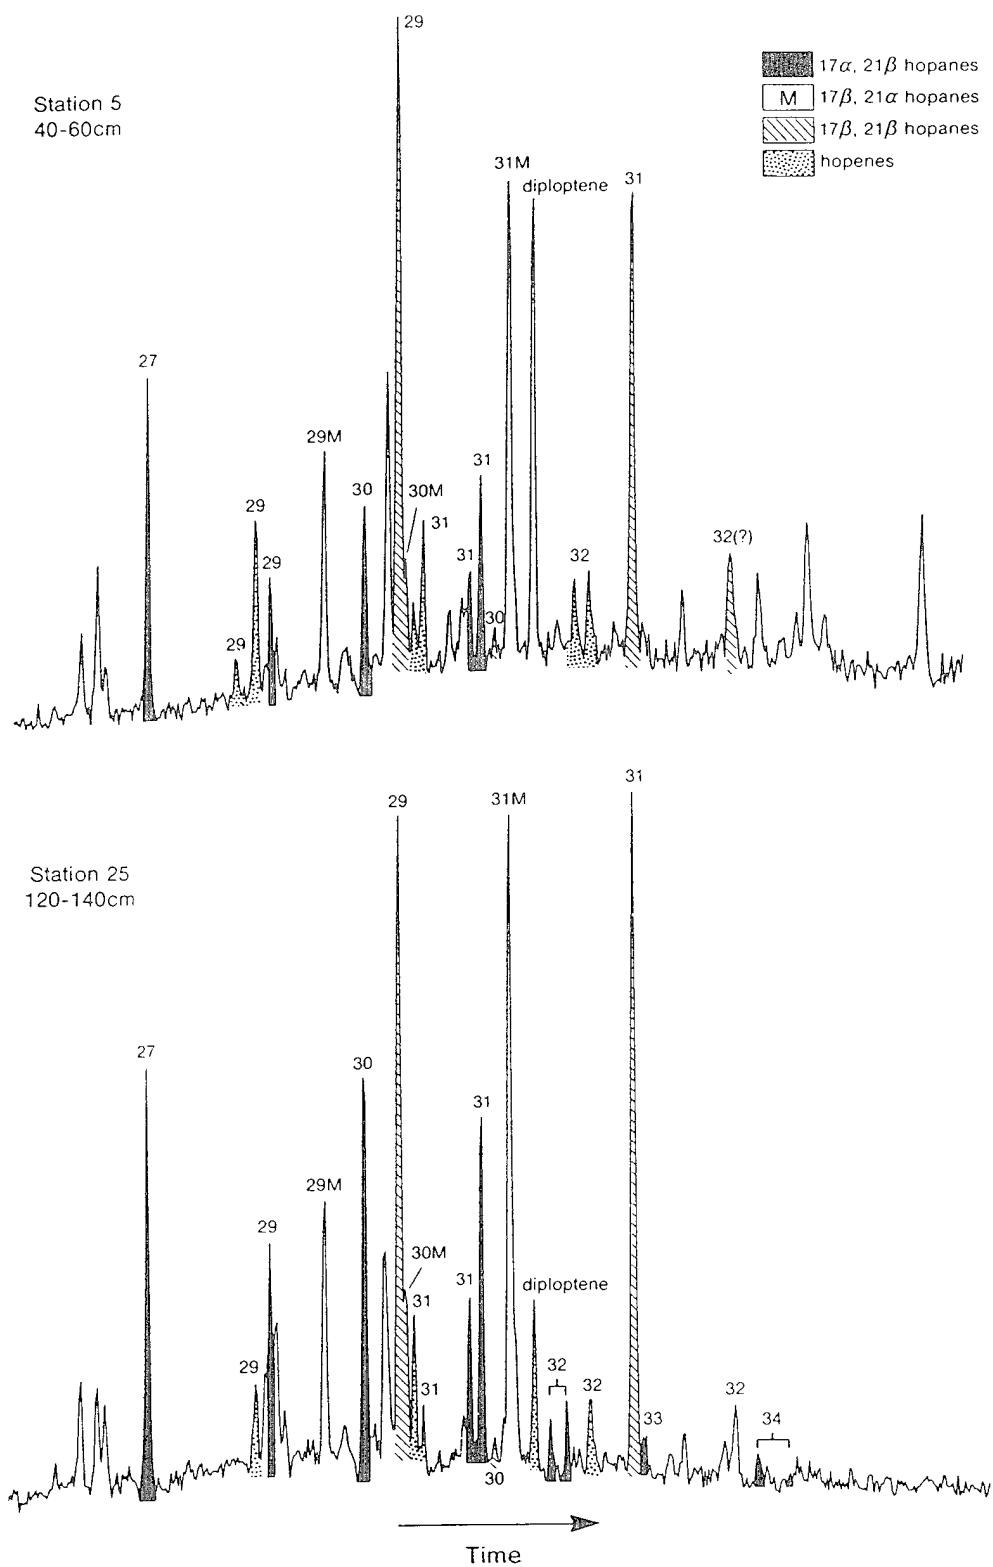 29
Station 5
40-60cm
17α, 21β hopanes
M 17β, 21α hopanes
17β, 21β hopanes
hopenes
31M
diploptene
31
27
29M
30
31
29
30M
31
29
31
32
32(?)
30
29
31
29
31M
Station 25
120-140cm
27
30
31
29M
29
30M
31
31
diploptene
29
31
32
32
33
32
34
30
Time